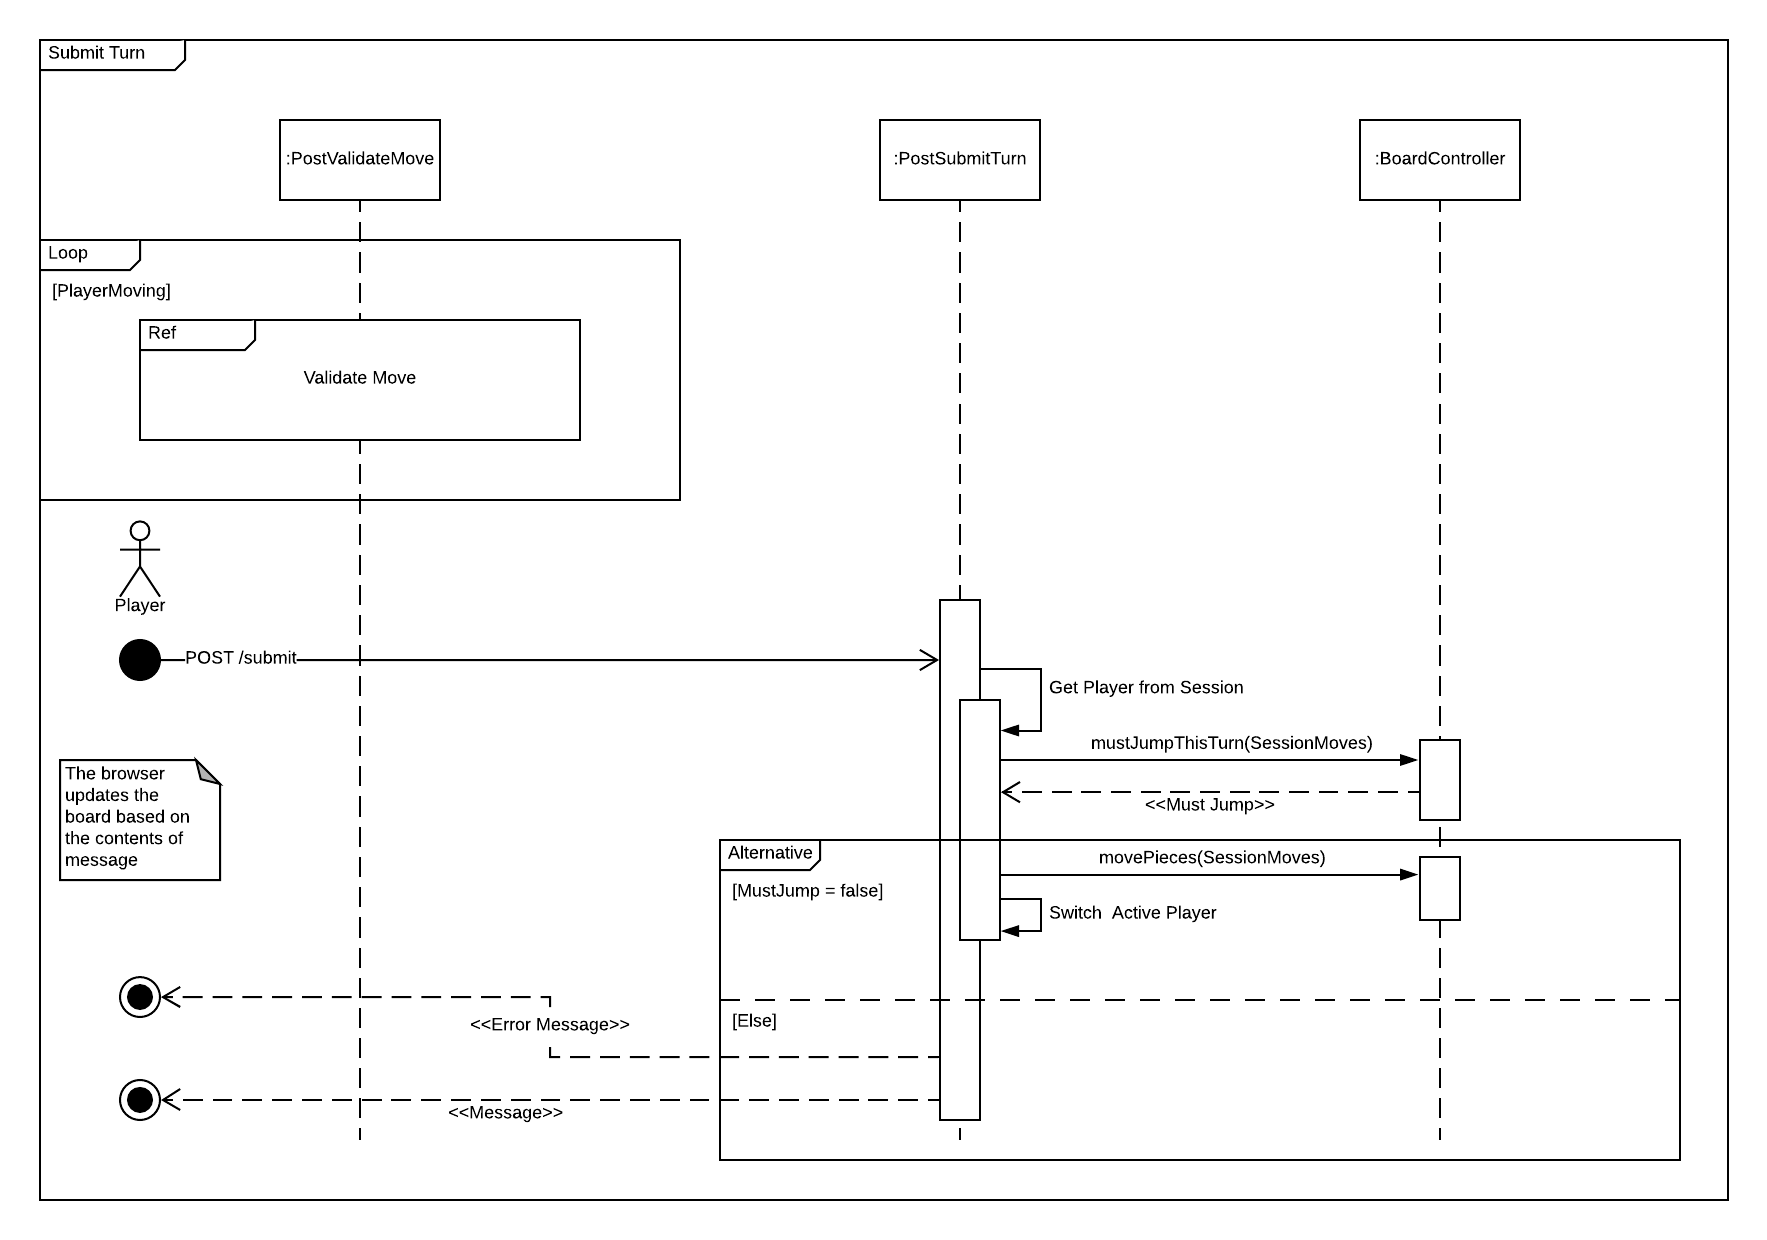 Submit Turn
:PostValidateMove
:PostSubmitTurn
:BoardController
Loop
[PlayerMoving]
Ref
Validate Move
Player
POST /submit
Get Player from Session
mustJumpThisTurn(SessionMoves)
<<Must Jump>>
The browser
updates the
board based on
the contents of
message
Alternative
movePieces(SessionMoves)
[MustJump = false]
Switch  Active Player
<<Error Message>>
[Else]
<<Message>>